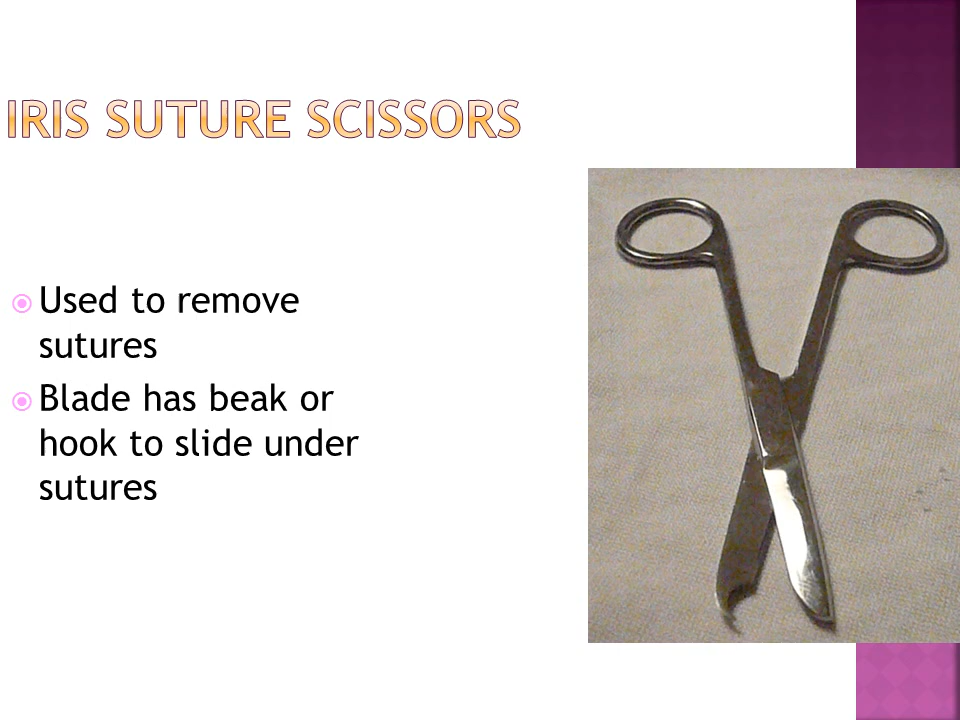 IRIS SUTURE SCISSORS
Used to remove
sutures
Blade has beak or
hook to slide under
sutures